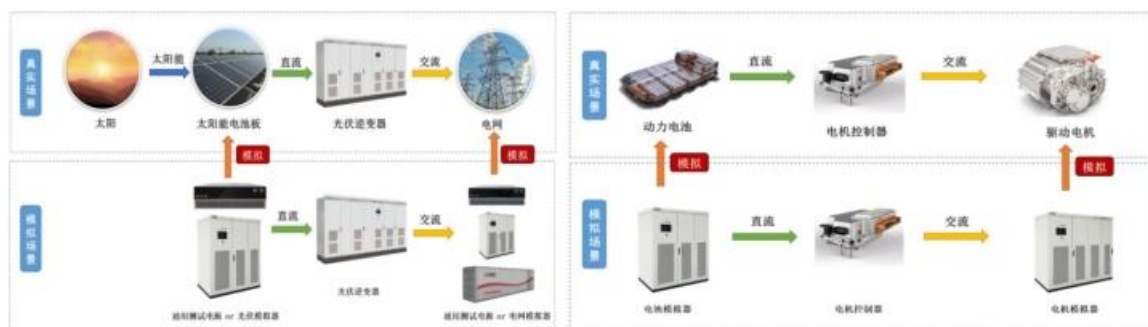 真实场景
太阳能
直流
交流
太阳
太阳能电池板
光伏逆变器
电网
模拟
模拟
模拟场景
直流
交流
光伏逆变器
通用测试电源 or 光伏模拟器
通用测试电源 or 电网模拟器
真实场景
直流
交流
动力电池
电机控制器
驱动电机
模拟
模拟
模拟场景
直流
交流
电池模拟器
电机控制器
电机模拟器